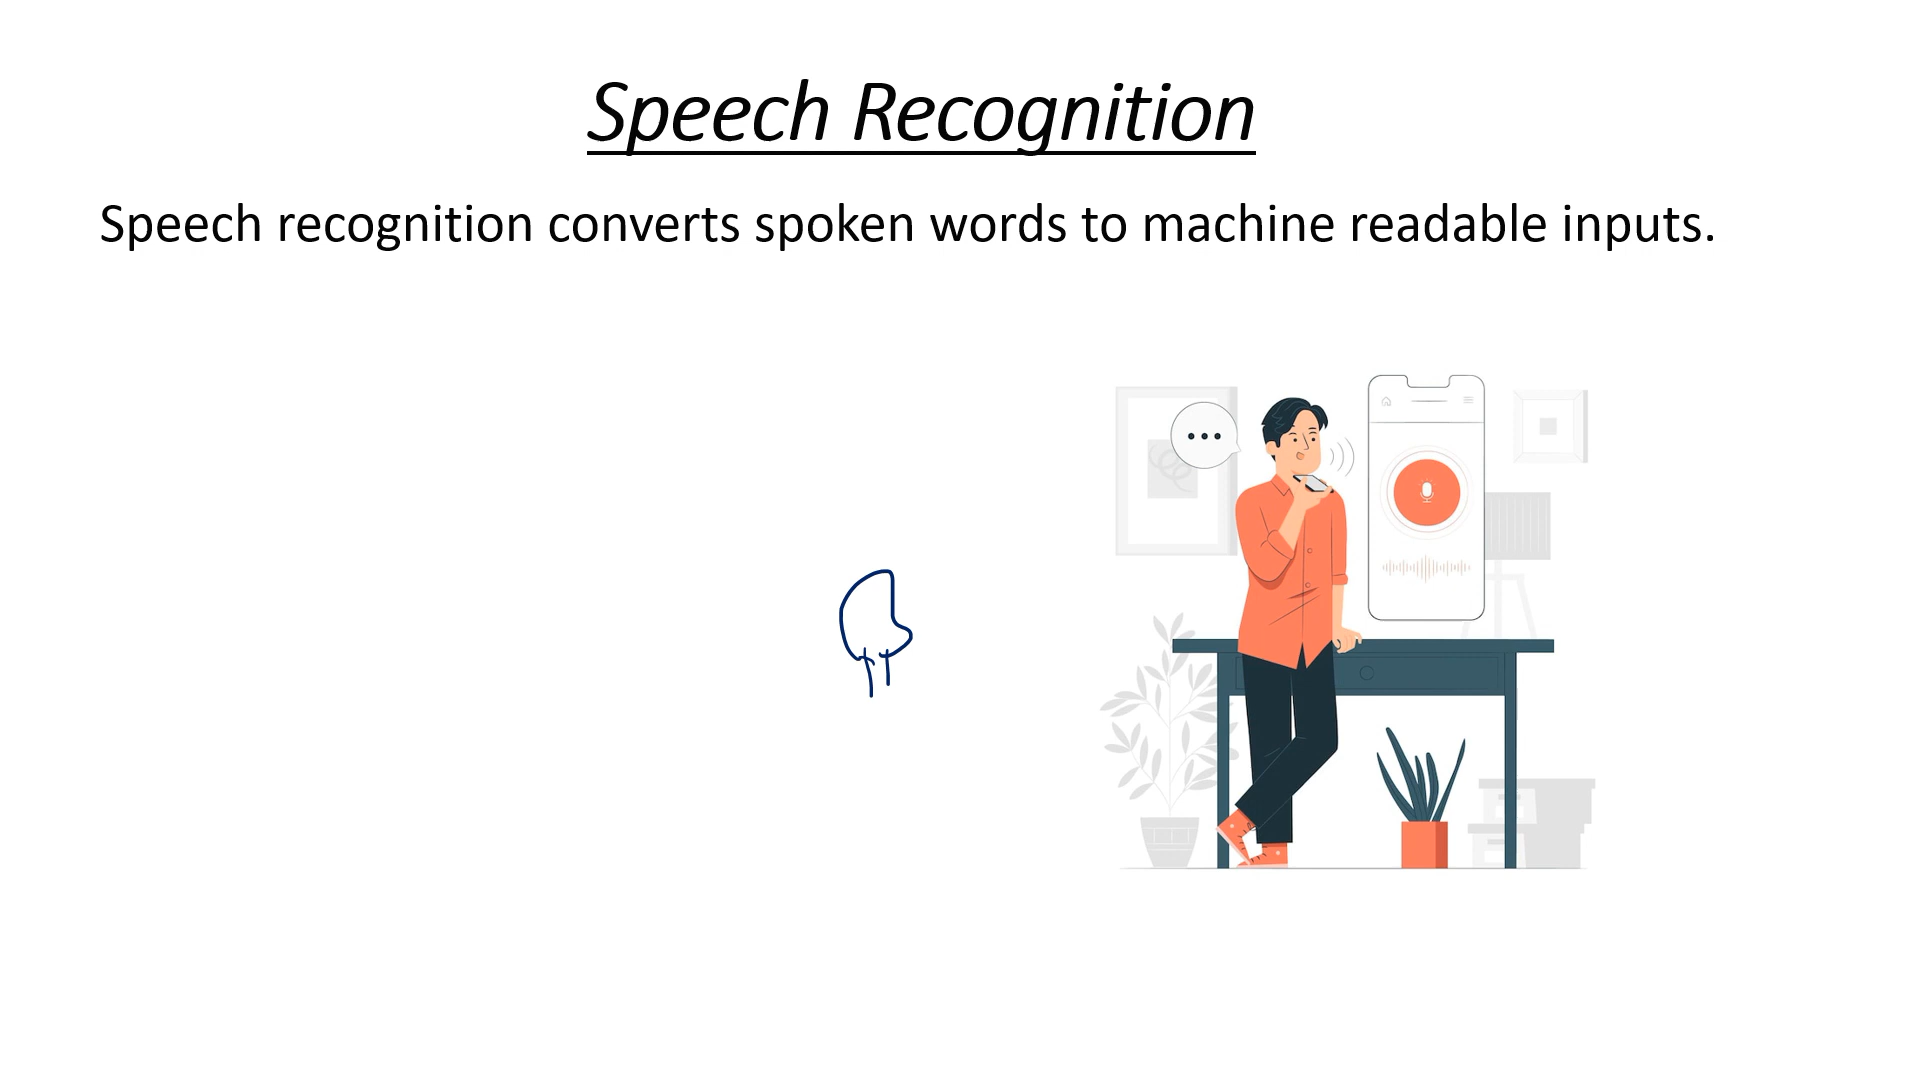 Speech Recognition
Speech recognition converts spoken words to machine readable inputs.